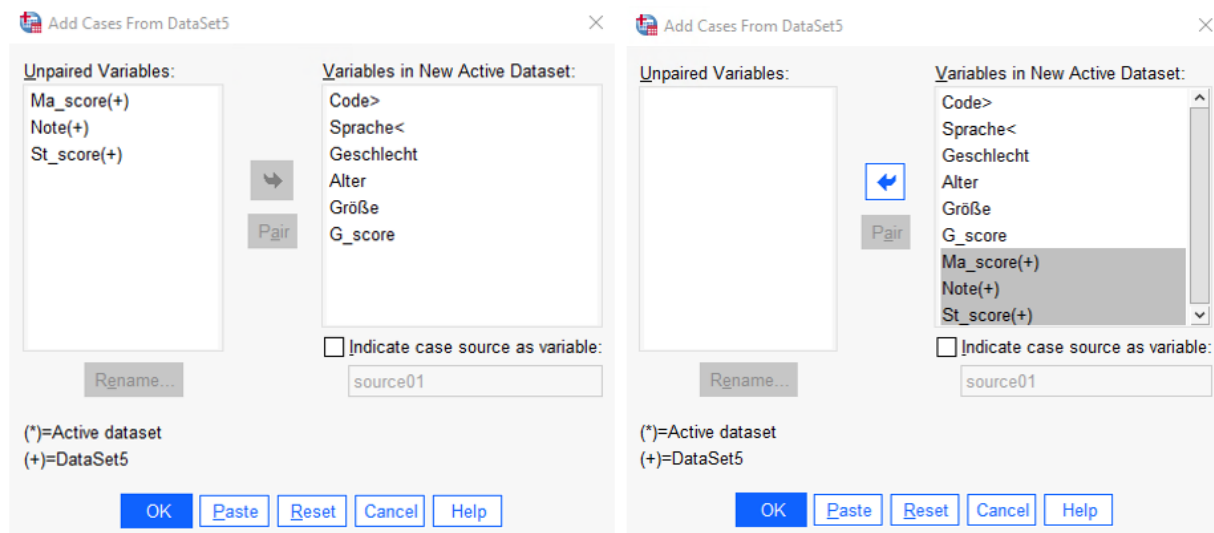 Add Cases From DataSet5
Unpaired Variables:
Ma_score(+)
Note(+)
St_score(+)
Pair
Variables in New Active Dataset:
Code>
Sprache<
Geschlecht
Alter
Größe
G_score
Indicate case source as variable:
source01
Rename...
(*)=Active dataset
(+)=DataSet5
OK Paste Reset Cancel Help
Add Cases From DataSet5
Unpaired Variables:
Pair
Variables in New Active Dataset:
Code>
Sprache<
Geschlecht
Alter
Größe
G_score
Ma_score(+)
Note(+)
St_score(+)
Indicate case source as variable:
source01
Rename...
(*)=Active dataset
(+)=DataSet5
OK Paste Reset Cancel Help